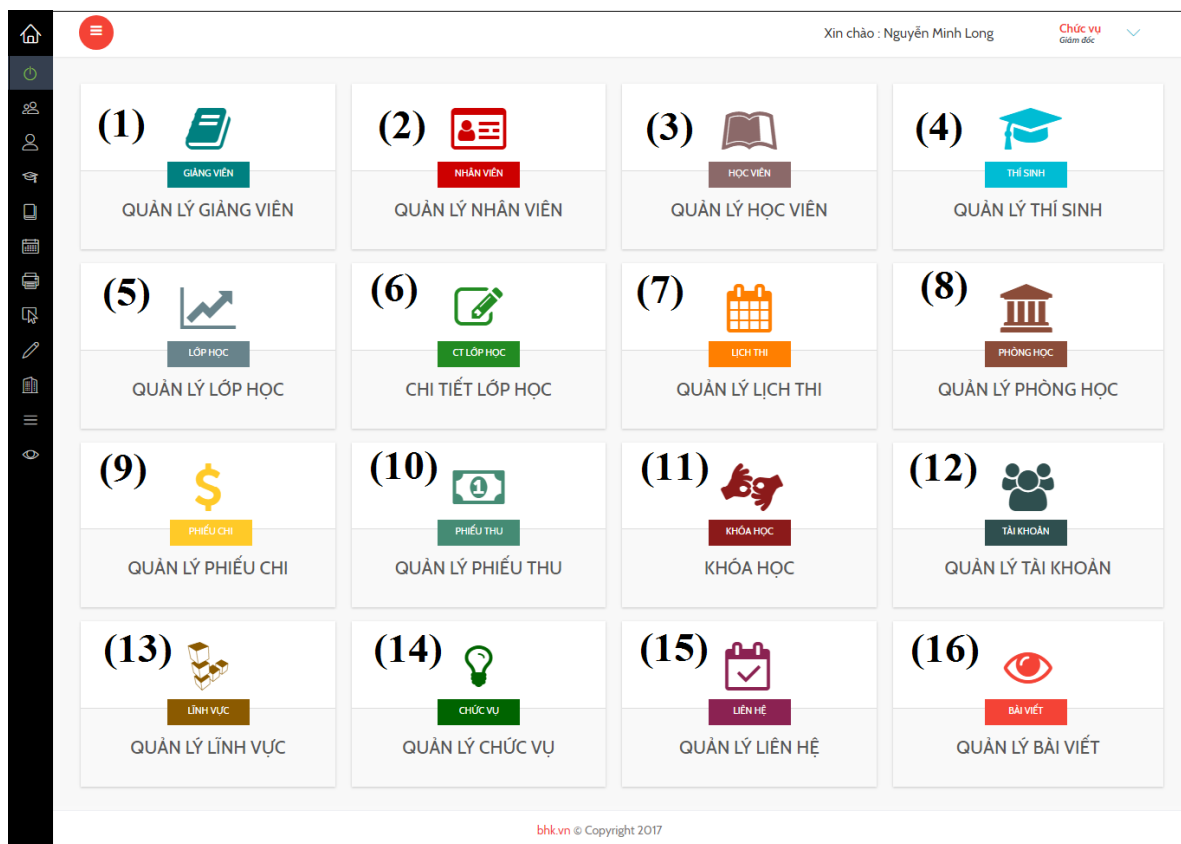 Xin chào : Nguyễn Minh Long
Chức vụ
Giám đốc
(1)
GIẢNG VIÊN
QUẢN LÝ GIẢNG VIÊN
(2)
NHÂN VIÊN
QUẢN LÝ NHÂN VIÊN
(3)
HỌC VIÊN
QUẢN LÝ HỌC VIÊN
(4)
THÍ SINH
QUẢN LÝ THÍ SINH
(5)
LỚP HỌC
QUẢN LÝ LỚP HỌC
(6)
CT LỚP HỌC
CHI TIẾT LỚP HỌC
(7)
LỊCH THI
QUẢN LÝ LỊCH THI
(8)
PHÒNG HỌC
QUẢN LÝ PHÒNG HỌC
(9)
PHIẾU CHI
QUẢN LÝ PHIẾU CHI
(10)
1
PHIẾU THU
QUẢN LÝ PHIẾU THU
(11)
KHÓA HỌC
KHÓA HỌC
(12)
TÀI KHOẢN
QUẢN LÝ TÀI KHOẢN
(13)
LĨNH VỰC
QUẢN LÝ LĨNH VỰC
(14)
CHỨC VỤ
QUẢN LÝ CHỨC VỤ
(15)
LIÊN HỆ
QUẢN LÝ LIÊN HỆ
(16)
BÀI VIẾT
QUẢN LÝ BÀI VIẾT
bhk.vn © Copyright 2017